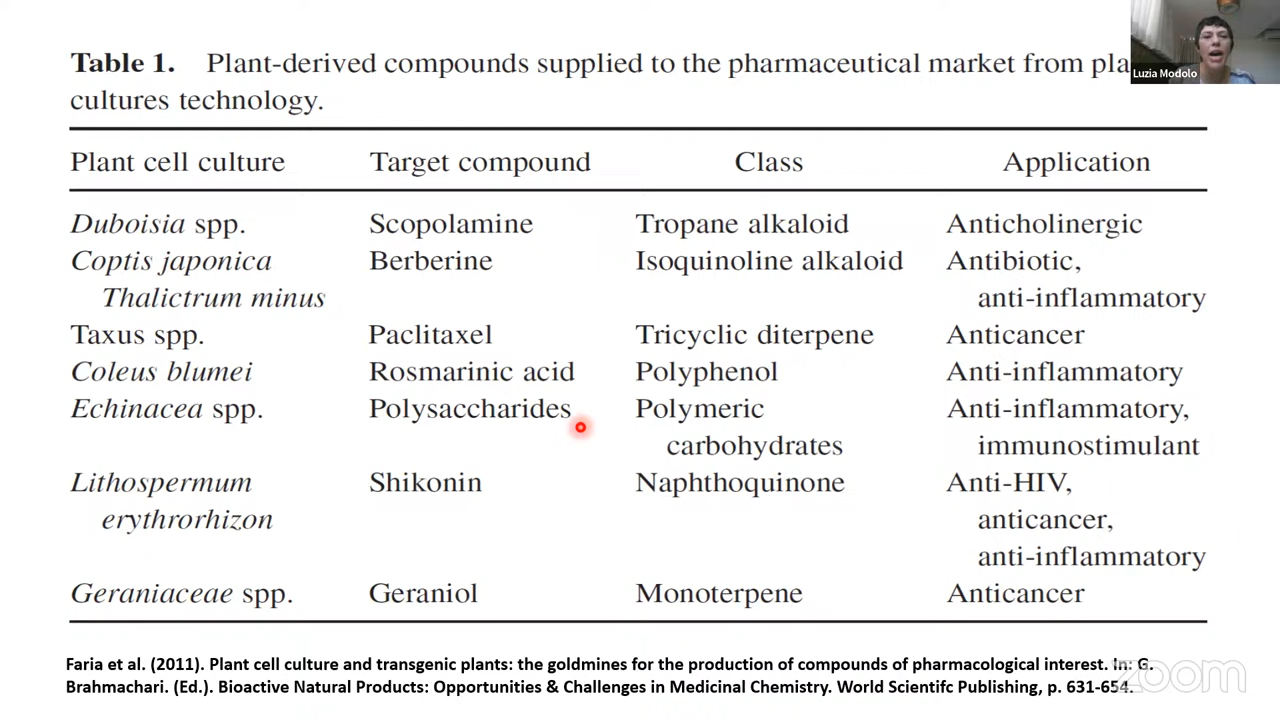 Table 1. Plant-derived compounds supplied to the pharmaceutical market from
cultures technology.
Luzia Modolo
Plant cell culture Target compound Class Application
Duboisia spp. Scopolamine Tropane alkaloid Anticholinergic
Coptis japonica Berberine Isoquinoline alkaloid Antibiotic,
Thalictrum minus anti-inflammatory
Taxus spp. Paclitaxel Tricyclic diterpene Anticancer
Coleus blumei Rosmarinic acid Polyphenol Anti-inflammatory
Echinacea spp. Polysaccharides Polymeric Anti-inflammatory,
carbohydrates immunostimulant
Lithospermum Shikonin Naphthoquinone Anti-HIV,
erythrorhizon anticancer,
anti-inflammatory
Geraniaceae spp. Geraniol Monoterpene Anticancer
Faria et al. (2011). Plant cell culture and transgenic plants: the goldmines for the production of compounds of pharmacological interest. In: G.
Brahmachari. (Ed.). Bioactive Natural Products: Opportunities & Challenges in Medicinal Chemistry. World Scientifc Publishing, p. 631-654.
zoom